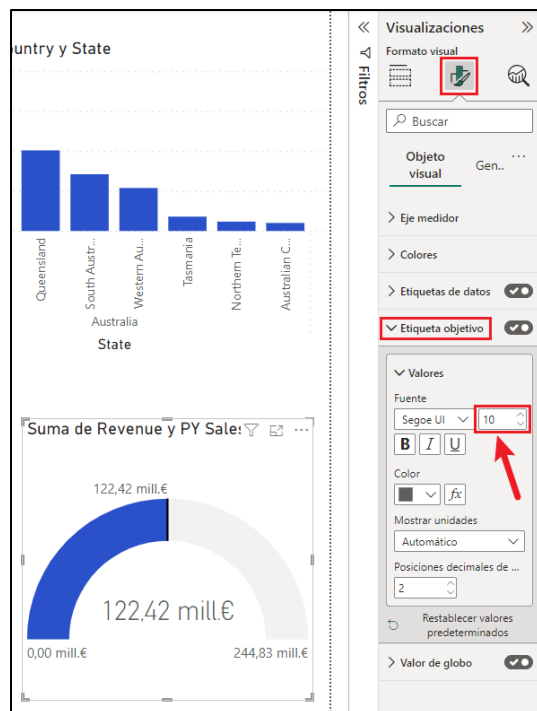 ountry y State
Queensland
South Austr...
Western Au...
Tasmania
Northern Te...
Australian C...
Australia
State
Suma de Revenue y PY Sale
122,42 mill.€
122,42 mill.€
0,00 mill.€
244,83 mill.€
Filtros
Visualizaciones
Formato visual
Buscar
Objeto
visual
Gen..
Eje medidor
Colores
Etiquetas de datos
Etiqueta objetivo
Valores
Fuente
Segoe UI
10
B I U
Color
fx
Mostrar unidades
Automático
Posiciones decimales de ...
2
Restablecer valores
predeterminados
Valor de globo